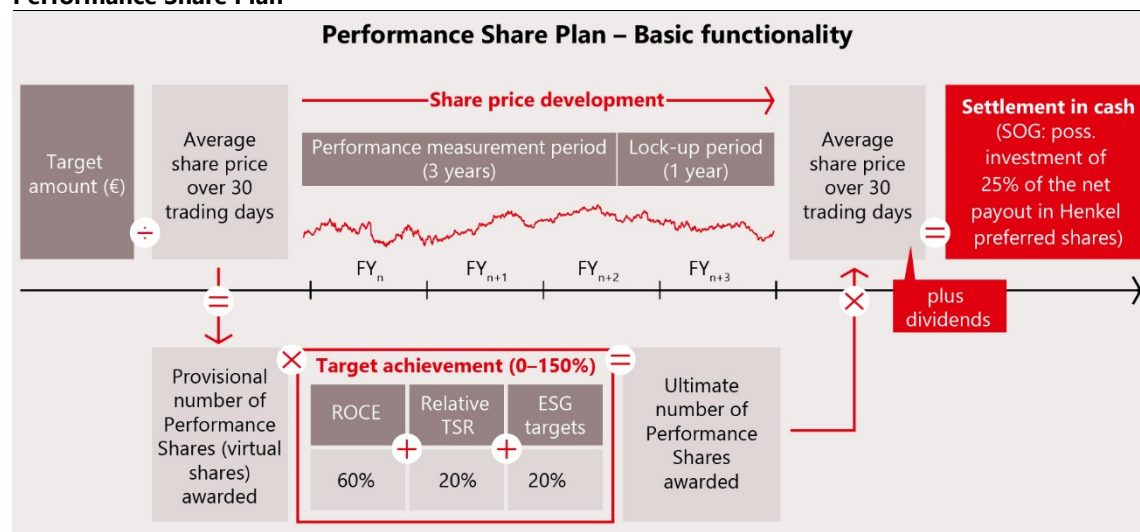 Performance Share Plan
Performance Share Plan – Basic functionality
Target
amount (€)
÷
Average
share price
over 30
trading days
Share price development
Performance measurement period
(3 years)
Lock-up period
(1 year)
FYn
FYn+1
FYn+2
FYn+3
Average
share price
over 30
trading days
=
Settlement in cash
(SOG: poss.
investment of
25% of the net
payout in Henkel
preferred shares)
plus
dividends
=
Provisional
number of
Performance
Shares (virtual
shares)
awarded
×
Target achievement (0–150%)
ROCE
Relative
TSR
ESG
targets
+
+
60%
20%
20%
=
Ultimate
number of
Performance
Shares
awarded
×